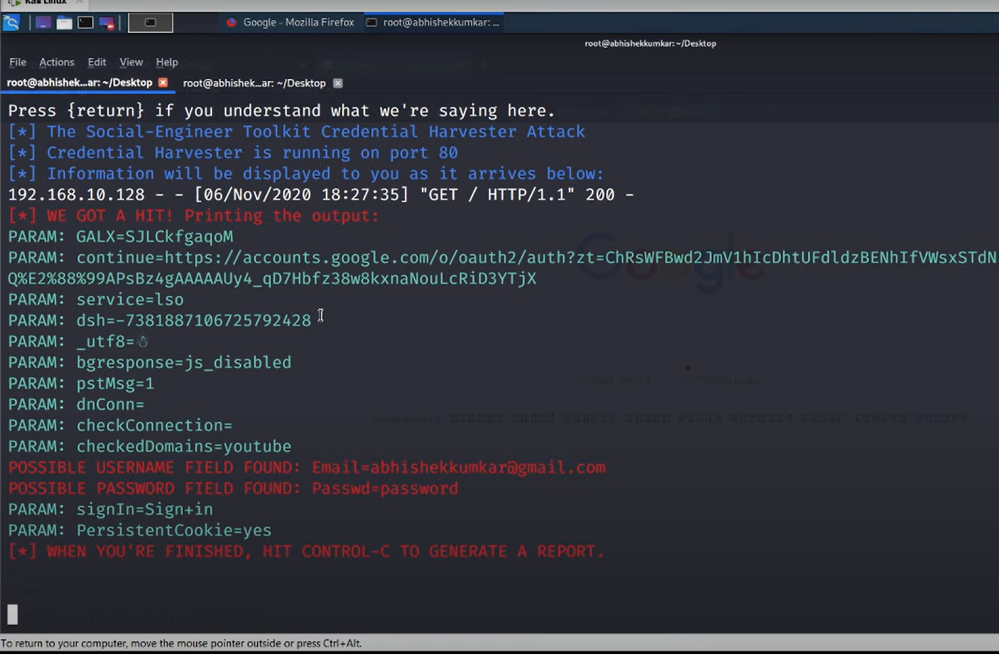 Kali Linux
Google - Mozilla Firefox
root@abhishekkumkar: ...
root@abhishekkumkar: ~/Desktop
File Actions Edit View Help
root@abhishek...ar: ~/Desktop
root@abhishek...ar: ~/Desktop
Press {return} if you understand what we're saying here.
[*] The Social-Engineer Toolkit Credential Harvester Attack
[*] Credential Harvester is running on port 80
[*] Information will be displayed to you as it arrives below:
192.168.10.128 - - [06/Nov/2020 18:27:35] "GET / HTTP/1.1" 200 -
[*] WE GOT A HIT! Printing the output:
PARAM: GALX=SJLCkfgaqoM
PARAM: continue=https://accounts.google.com/o/oauth2/auth?zt=ChRsWFBwd2JmV1hIcDhtUFdldzBENhIfVWsxSTdN
Q%E2%88%99APsBz4gAAAAAUy4_qD7Hbfz38w8kxnaNouLcRiD3YTjX
PARAM: service=lso
PARAM: dsh=-7381887106725792428
PARAM: _utf8=☃
PARAM: bgresponse=js_disabled
PARAM: pstMsg=1
PARAM: dnConn=
PARAM: checkConnection=
PARAM: checkedDomains=youtube
POSSIBLE USERNAME FIELD FOUND: Email=abhishekkumkar@gmail.com
POSSIBLE PASSWORD FIELD FOUND: Passwd=password
PARAM: signIn=Sign+in
PARAM: PersistentCookie=yes
[*] WHEN YOU'RE FINISHED, HIT CONTROL-C TO GENERATE A REPORT.
Google
To return to your computer, move the mouse pointer outside or press Ctrl+Alt.